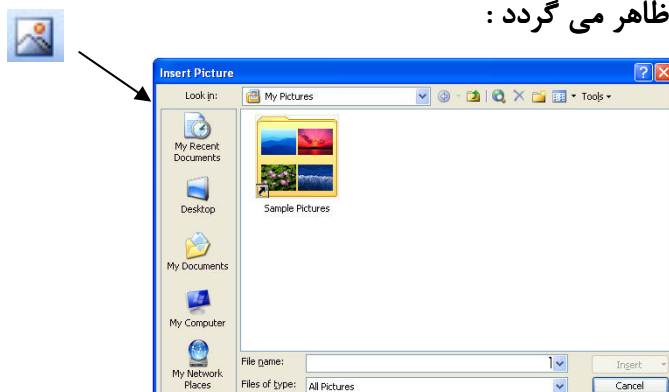 ظاهر می گردد :
Insert Picture
Look in: My Pictures Tools
My Recent
Documents
Sample Pictures
Desktop
My Documents
My Computer
My Network
Places
File name: 1 Insert
Files of type: All Pictures Cancel